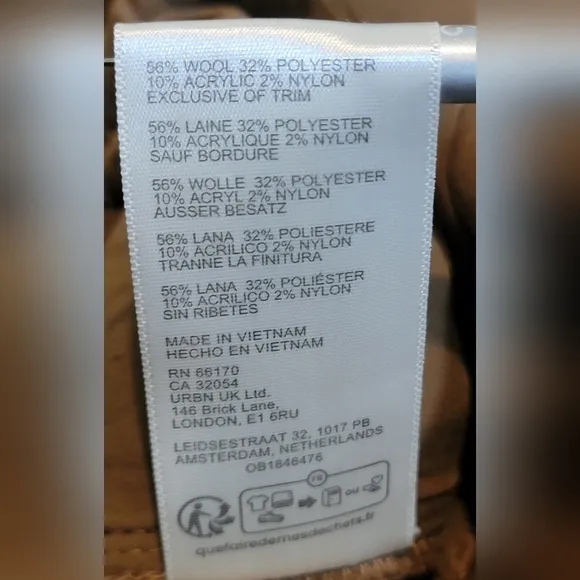 56% WOOL 32% POLYESTER
10% ACRYLIC 2% NYLON
EXCLUSIVE OF TRIM
56% LAINE 32% POLYESTER
10% ACRYLIQUE 2% NYLON
SAUF BORDURE
56% WOLLE 32% POLYESTER
10% ACRYL 2% NYLON
AUSSER BESATZ
56% LANA 32% POLIESTERE
10% ACRILICO 2% NYLON
TRANNE LA FINITURA
56% LANA 32% POLIÉSTER
10% ACRILICO 2% NYLON
SIN RIBETES
MADE IN VIETNAM
HECHO EN VIETNAM
RN 66170
CA 32054
URBN UK Ltd.
146 Brick Lane,
LONDON, E1 6RU
LEIDSESTRAAT 32, 1017 PB
AMSTERDAM, NETHERLANDS
OB1846476
FR
OU
quefairedemesdechets.fr